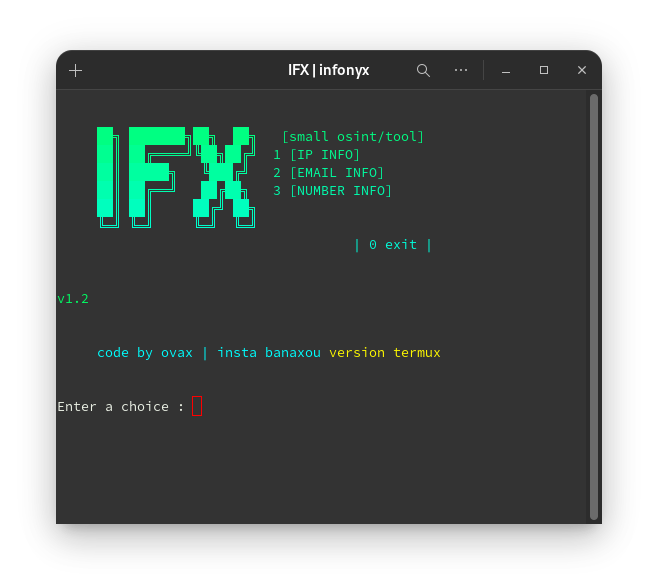 IFX | infonyx
IFX
[small osint/tool]
1 [IP INFO]
2 [EMAIL INFO]
3 [NUMBER INFO]
| 0 exit |
v1.2
code by ovax | insta banaxou version termux
Enter a choice :